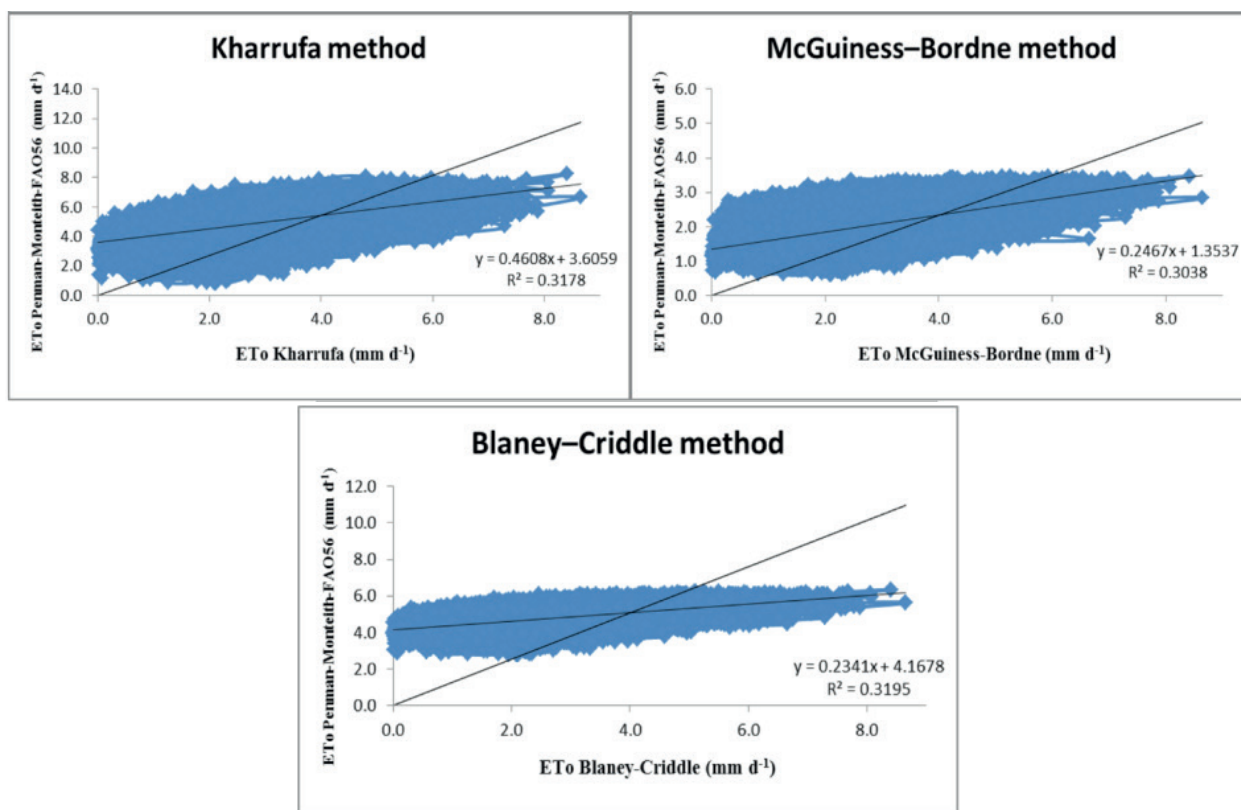 Kharrufa method
ETo Penman-Monteith-FAO56 (mm d-1)
14.0
12.0
10.0
8.0
6.0
4.0
2.0
0.0
y = 0.4608x + 3.6059
R² = 0.3178
0.0 2.0 4.0 6.0 8.0
ETo Kharrufa (mm d-1)
McGuiness–Bordne method
ETo Penman-Monteith-FAO56 (mm d-1)
6.0
5.0
4.0
3.0
2.0
1.0
0.0
y = 0.2467x + 1.3537
R² = 0.3038
0.0 2.0 4.0 6.0 8.0
ETo McGuiness-Bordne (mm d-1)
Blaney–Criddle method
ETo Penman-Monteith-FAO56 (mm d-1)
12.0
10.0
8.0
6.0
4.0
2.0
0.0
y = 0.2341x + 4.1678
R² = 0.3195
0.0 2.0 4.0 6.0 8.0
ETo Blaney-Criddle (mm d-1)